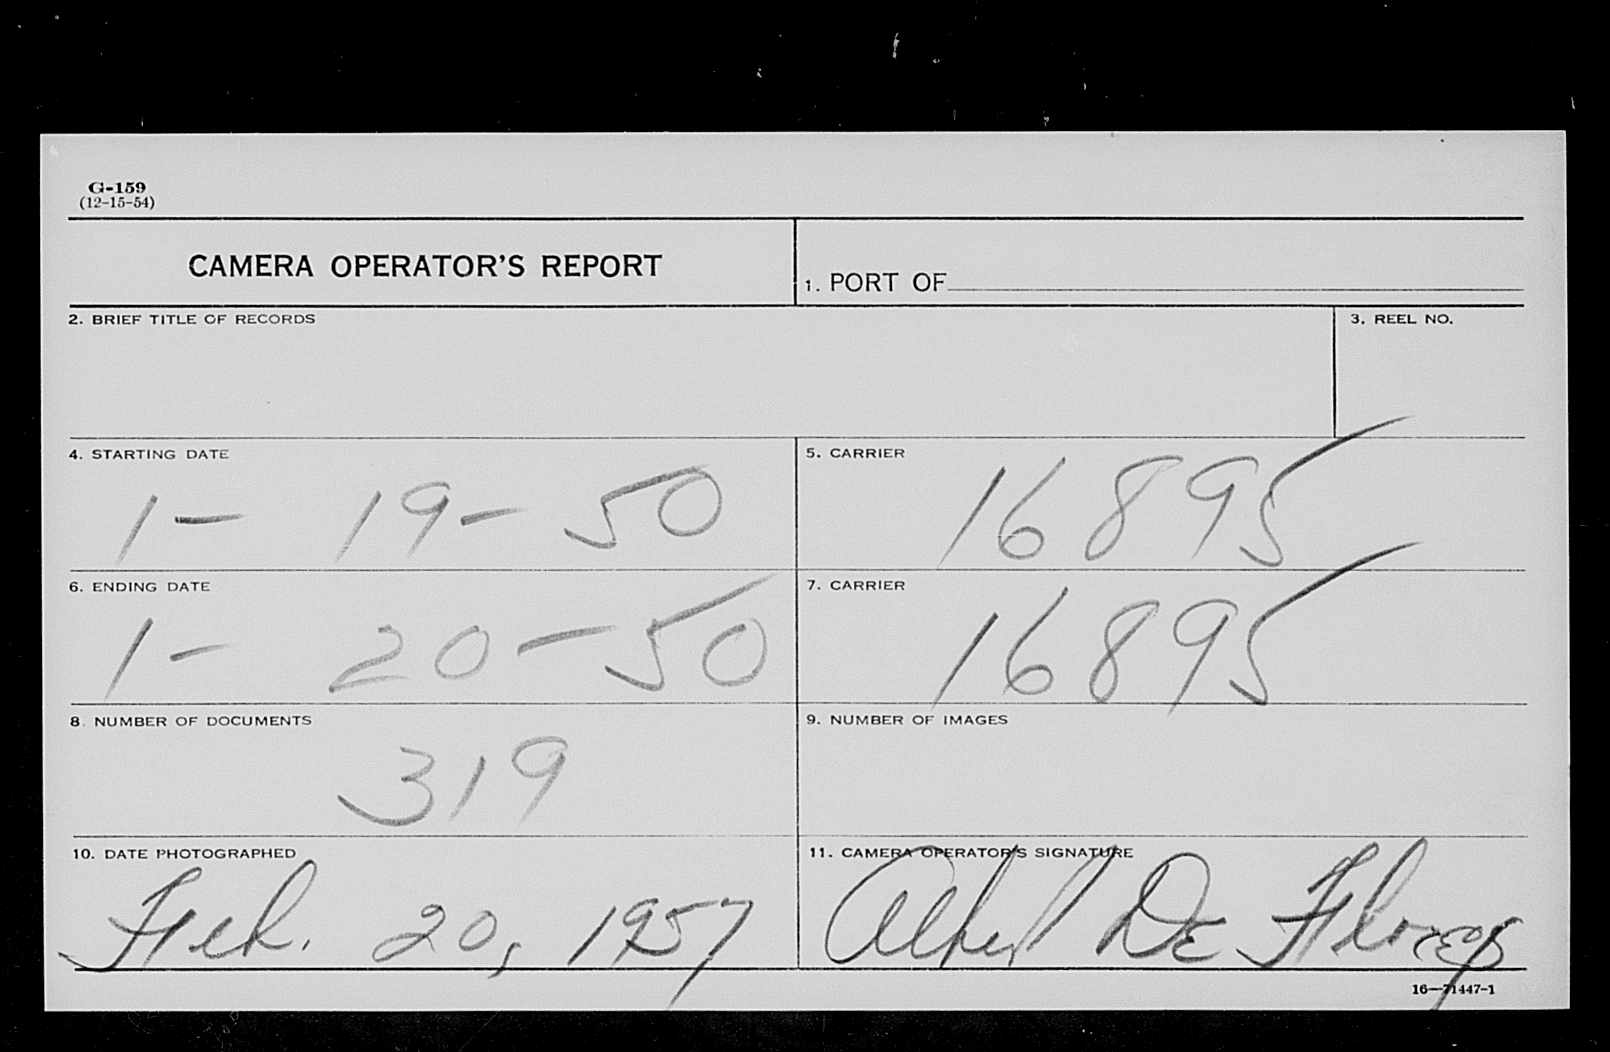 G-159
(12-15-54)
CAMERA OPERATOR'S REPORT
1. PORT OF
2. BRIEF TITLE OF RECORDS
3. REEL NO.
4. STARTING DATE
1- 19-50
5. CARRIER
16895
6. ENDING DATE
1- 20-50
7. CARRIER
16895
8. NUMBER OF DOCUMENTS
319
9. NUMBER OF IMAGES
10. DATE PHOTOGRAPHED
Feb. 20, 1957
11. CAMERA OPERATOR'S SIGNATURE
De
16—71447-1